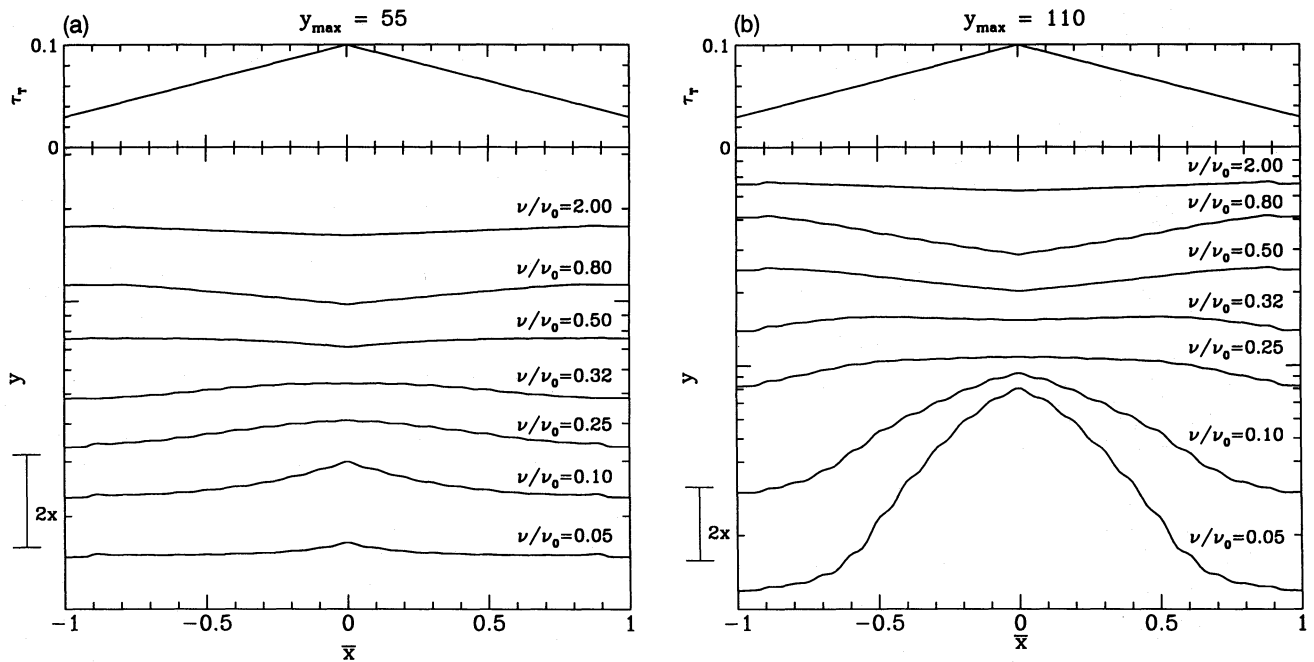 (a)
y_max = 55
0.1
τ_T
0
ν/ν_0=2.00
ν/ν_0=0.80
ν/ν_0=0.50
ν/ν_0=0.32
ν/ν_0=0.25
ν/ν_0=0.10
ν/ν_0=0.05
y
2x
-1
-0.5
0
0.5
1
x̅
(b)
y_max = 110
0.1
τ_T
0
ν/ν_0=2.00
ν/ν_0=0.80
ν/ν_0=0.50
ν/ν_0=0.32
ν/ν_0=0.25
ν/ν_0=0.10
ν/ν_0=0.05
y
2x
-1
-0.5
0
0.5
1
x̅